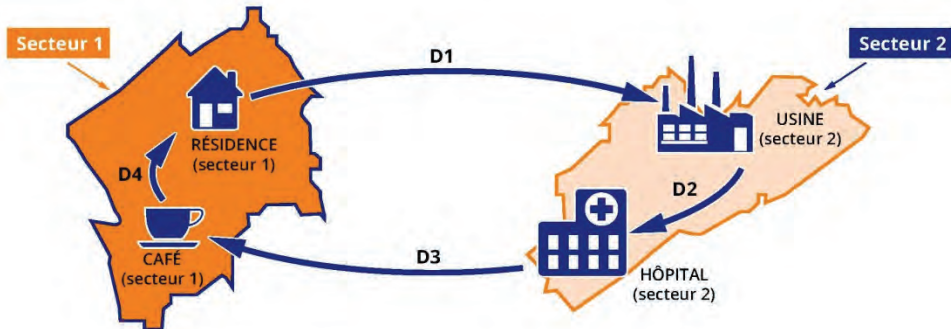 Secteur 1
D1
Secteur 2
RÉSIDENCE
(secteur 1)
USINE
(secteur 2)
D4
D2
CAFÉ
(secteur 1)
D3
HÔPITAL
(secteur 2)